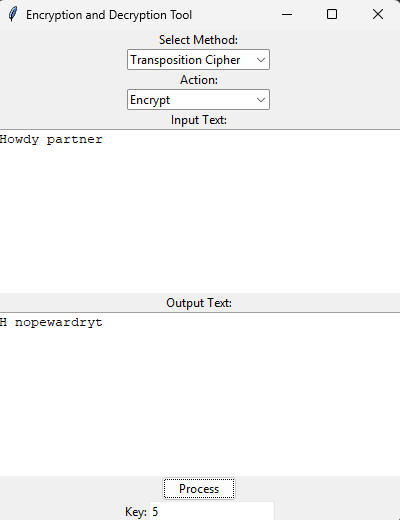 Encryption and Decryption Tool
Select Method:
Transposition Cipher
Action:
Encrypt
Input Text:
Howdy partner
Output Text:
H nopewardryt
Process
Key: 5